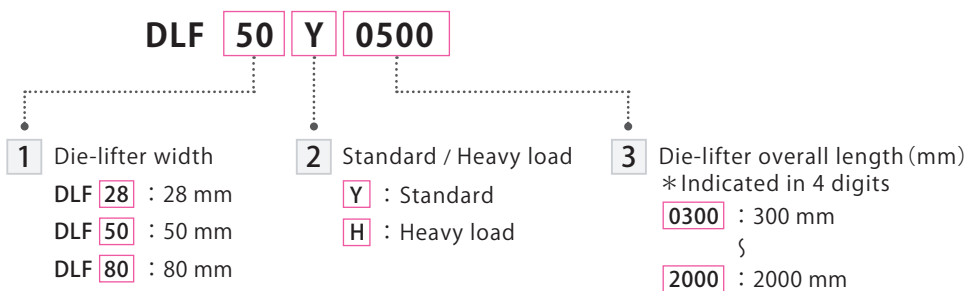 DLF 50 Y 0500
1 Die-lifter width
DLF 28 : 28 mm
DLF 50 : 50 mm
DLF 80 : 80 mm
2 Standard / Heavy load
Y : Standard
H : Heavy load
3 Die-lifter overall length (mm)
＊Indicated in 4 digits
0300 : 300 mm
〜
2000 : 2000 mm